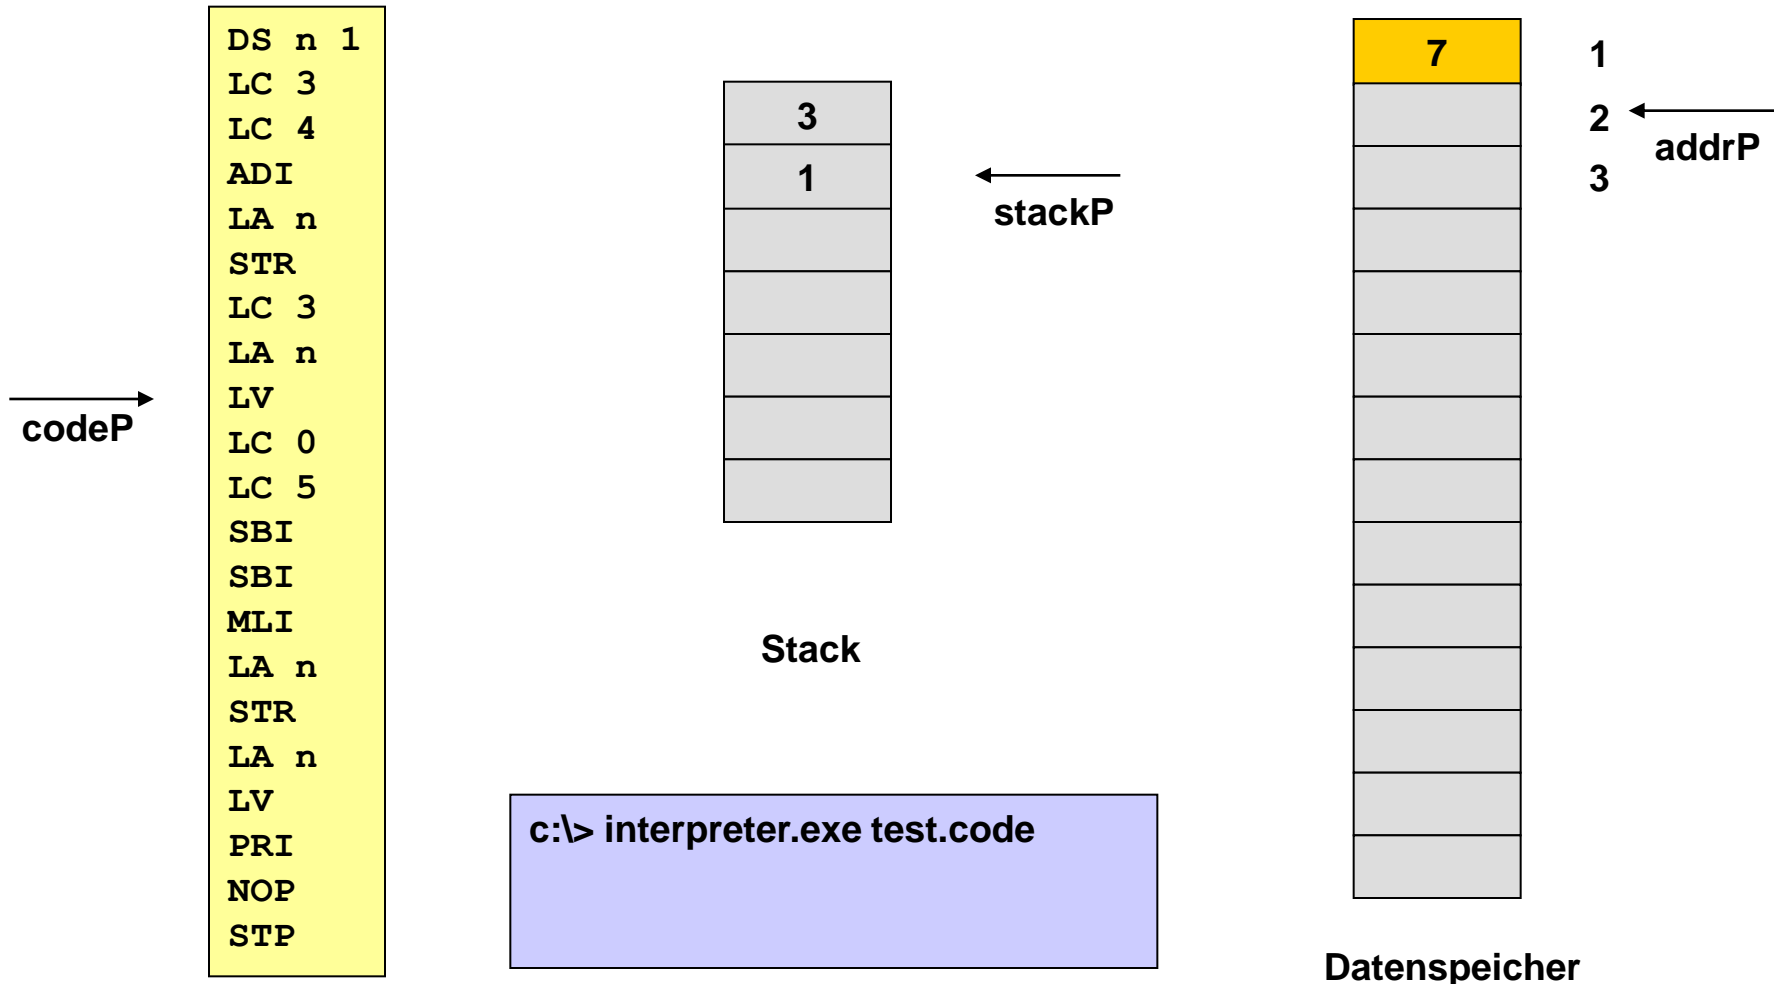 DS n 1
LC 3
LC 4
ADI
LA n
STR
LC 3
LA n
LV
LC 0
LC 5
SBI
SBI
MLI
LA n
STR
LA n
LV
PRI
NOP
STP
codeP
3
1
stackP
Stack
c:\> interpreter.exe test.code
7
1
2
3
addrP
Datenspeicher